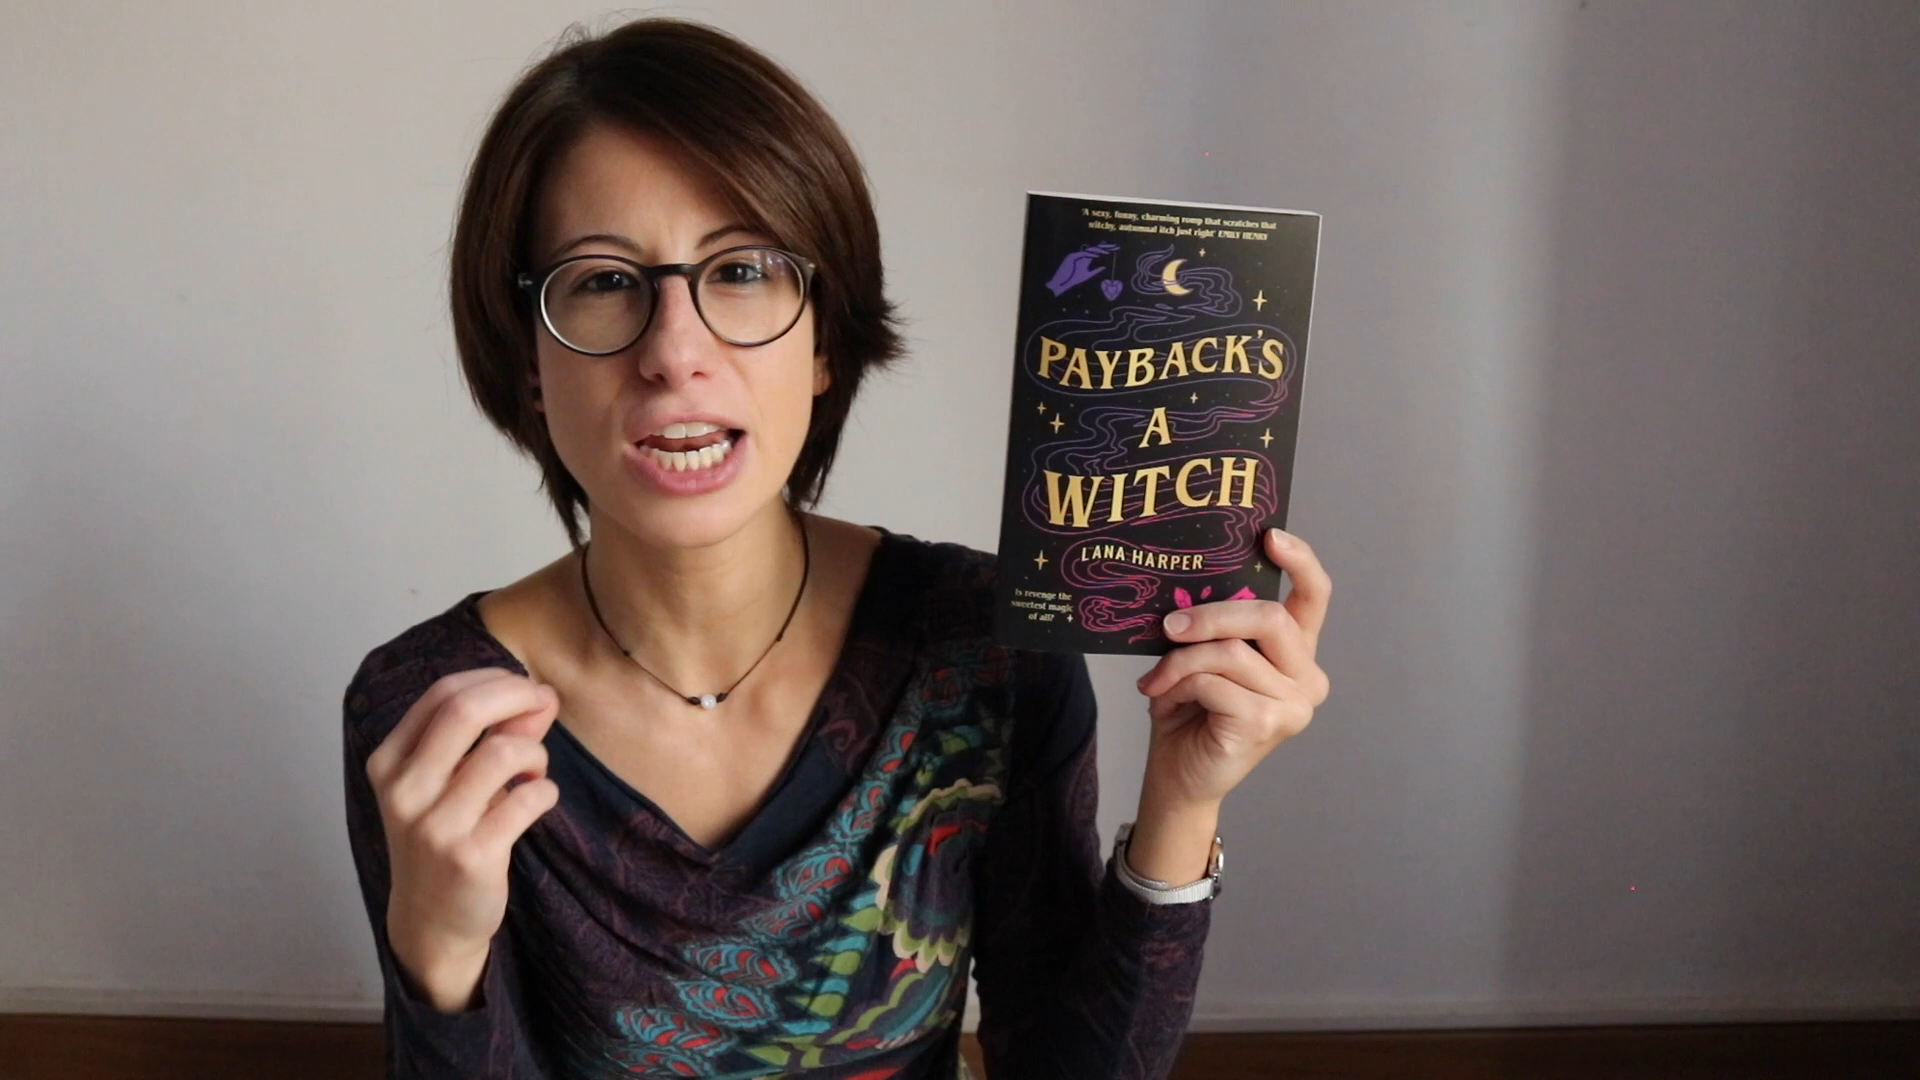 'A sexy, funny, charming romp that scratches that
witchy, autumnal itch just right' EMILY HENRY
PAYBACK'S
A
WITCH
LANA HARPER
Is revenge the
sweetest magic
of all?